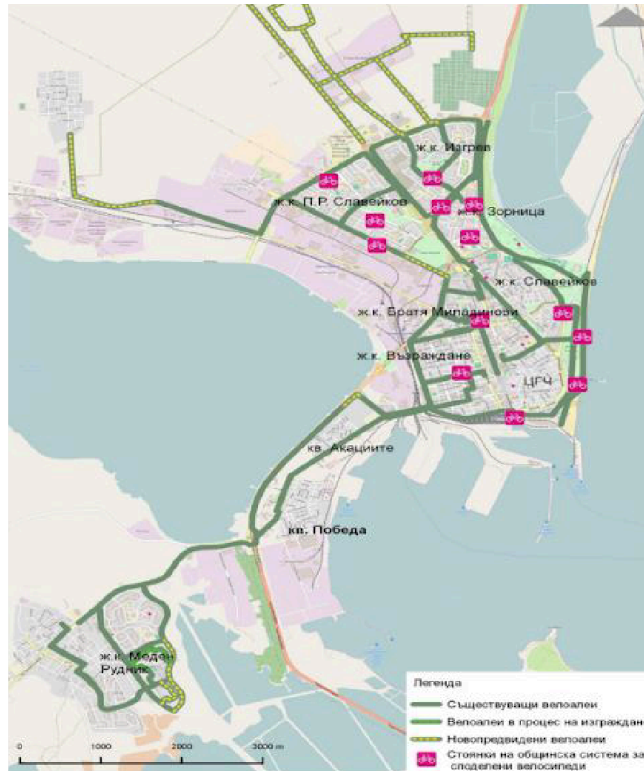 ж.к. Изгрев
ж.к. П.Р. Славейков
ж.к. Зорница
ж.к. Славейков
ж.к. Братя Миладинови
ж.к. Възраждане
ЦГЧ
кв. Акациите
кв. Победа
ж.к. Меден
Рудник
Легенда
Съществуващи велоалеи
Велоалеи в процес на изграждане
Новопредвидени велоалеи
Стоянки на общинска система за
споделени велосипеди
0 1000 2000 3000 m